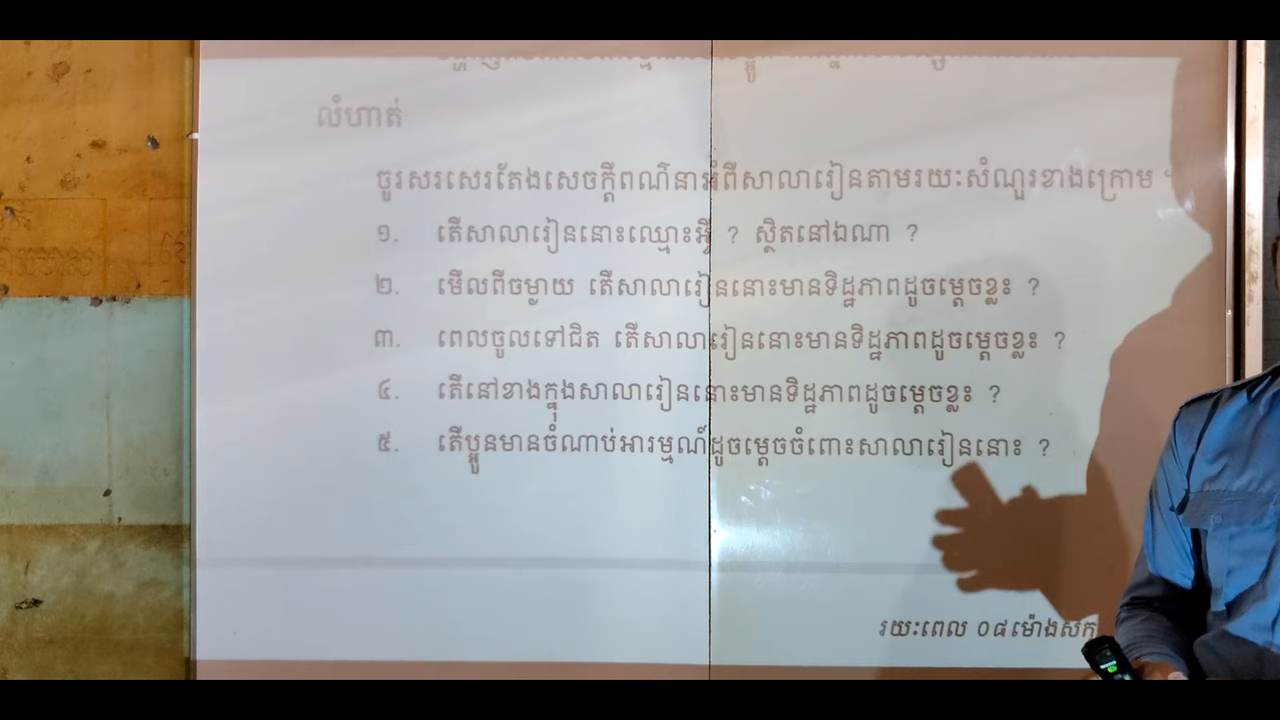 លំហាត់
ចូរសរសេរតែងសេចក្ដីពណ៌នាអំពីសាលារៀនតាមរយៈសំណួរខាងក្រោម ។
១. តើសាលារៀននោះឈ្មោះអ្វី ? ស្ថិតនៅឯណា ?
២. មើលពីចម្ងាយ តើសាលារៀននោះមានទិដ្ឋភាពដូចម្ដេចខ្លះ ?
៣. ពេលចូលទៅជិត តើសាលារៀននោះមានទិដ្ឋភាពដូចម្ដេចខ្លះ ?
៤. តើនៅខាងក្នុងសាលារៀននោះមានទិដ្ឋភាពដូចម្ដេចខ្លះ ?
៥. តើប្អូនមានចំណាប់អារម្មណ៍ដូចម្ដេចចំពោះសាលារៀននោះ ?
រយៈពេល ០៨ម៉ោងសិក